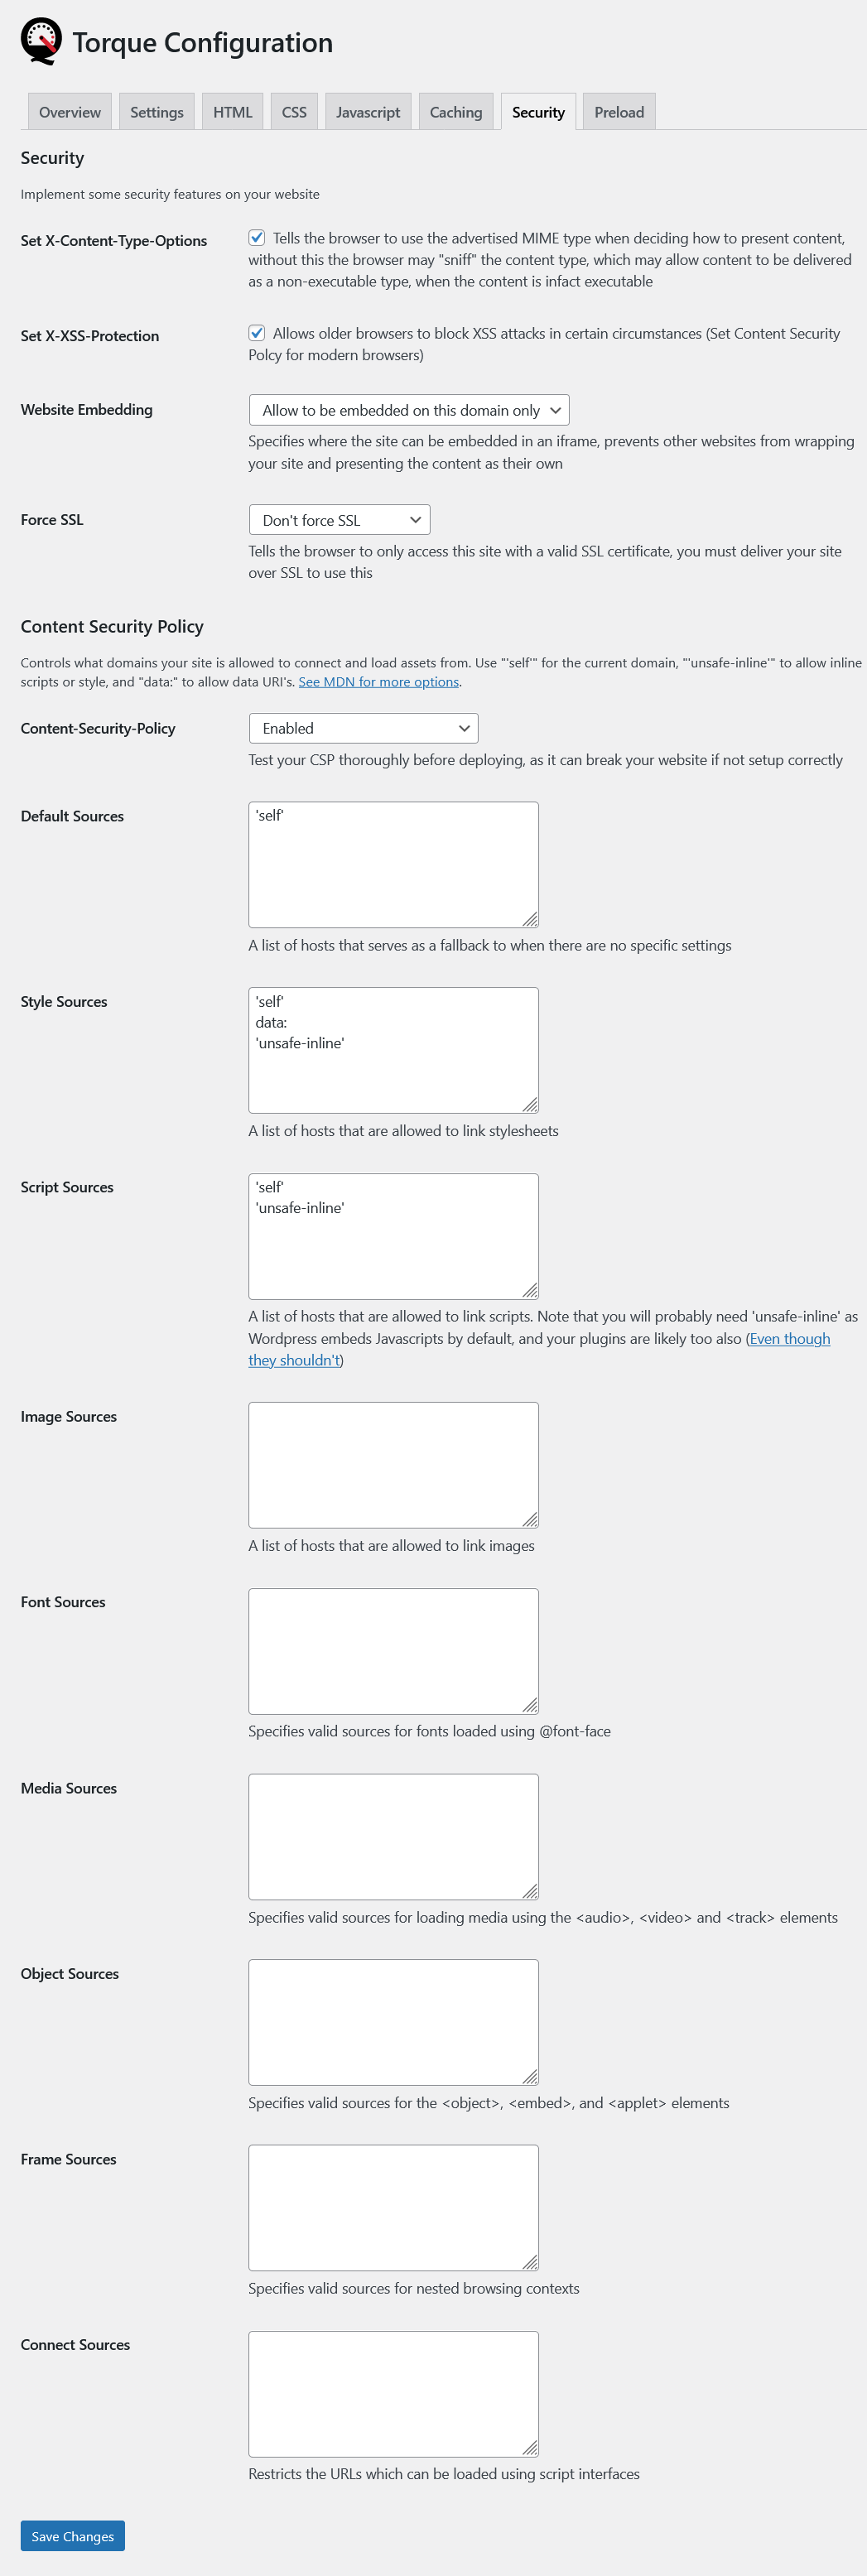 Torque Configuration
Overview Settings HTML CSS Javascript Caching Security Preload
Security
Implement some security features on your website
Set X-Content-Type-Options
Tells the browser to use the advertised MIME type when deciding how to present content,
without this the browser may "sniff" the content type, which may allow content to be delivered
as a non-executable type, when the content is infact executable
Set X-XSS-Protection
Allows older browsers to block XSS attacks in certain circumstances (Set Content Security
Polcy for modern browsers)
Website Embedding
Allow to be embedded on this domain only
Specifies where the site can be embedded in an iframe, prevents other websites from wrapping
your site and presenting the content as their own
Force SSL
Don't force SSL
Tells the browser to only access this site with a valid SSL certificate, you must deliver your site
over SSL to use this
Content Security Policy
Controls what domains your site is allowed to connect and load assets from. Use "'self'" for the current domain, "'unsafe-inline'" to allow inline
scripts or style, and "data:" to allow data URI's. See MDN for more options.
Content-Security-Policy
Enabled
Test your CSP thoroughly before deploying, as it can break your website if not setup correctly
Default Sources
'self'
A list of hosts that serves as a fallback to when there are no specific settings
Style Sources
'self'
data:
'unsafe-inline'
A list of hosts that are allowed to link stylesheets
Script Sources
'self'
'unsafe-inline'
A list of hosts that are allowed to link scripts. Note that you will probably need 'unsafe-inline' as
Wordpress embeds Javascripts by default, and your plugins are likely too also (Even though
they shouldn't)
Image Sources
A list of hosts that are allowed to link images
Font Sources
Specifies valid sources for fonts loaded using @font-face
Media Sources
Specifies valid sources for loading media using the <audio>, <video> and <track> elements
Object Sources
Specifies valid sources for the <object>, <embed>, and <applet> elements
Frame Sources
Specifies valid sources for nested browsing contexts
Connect Sources
Restricts the URLs which can be loaded using script interfaces
Save Changes